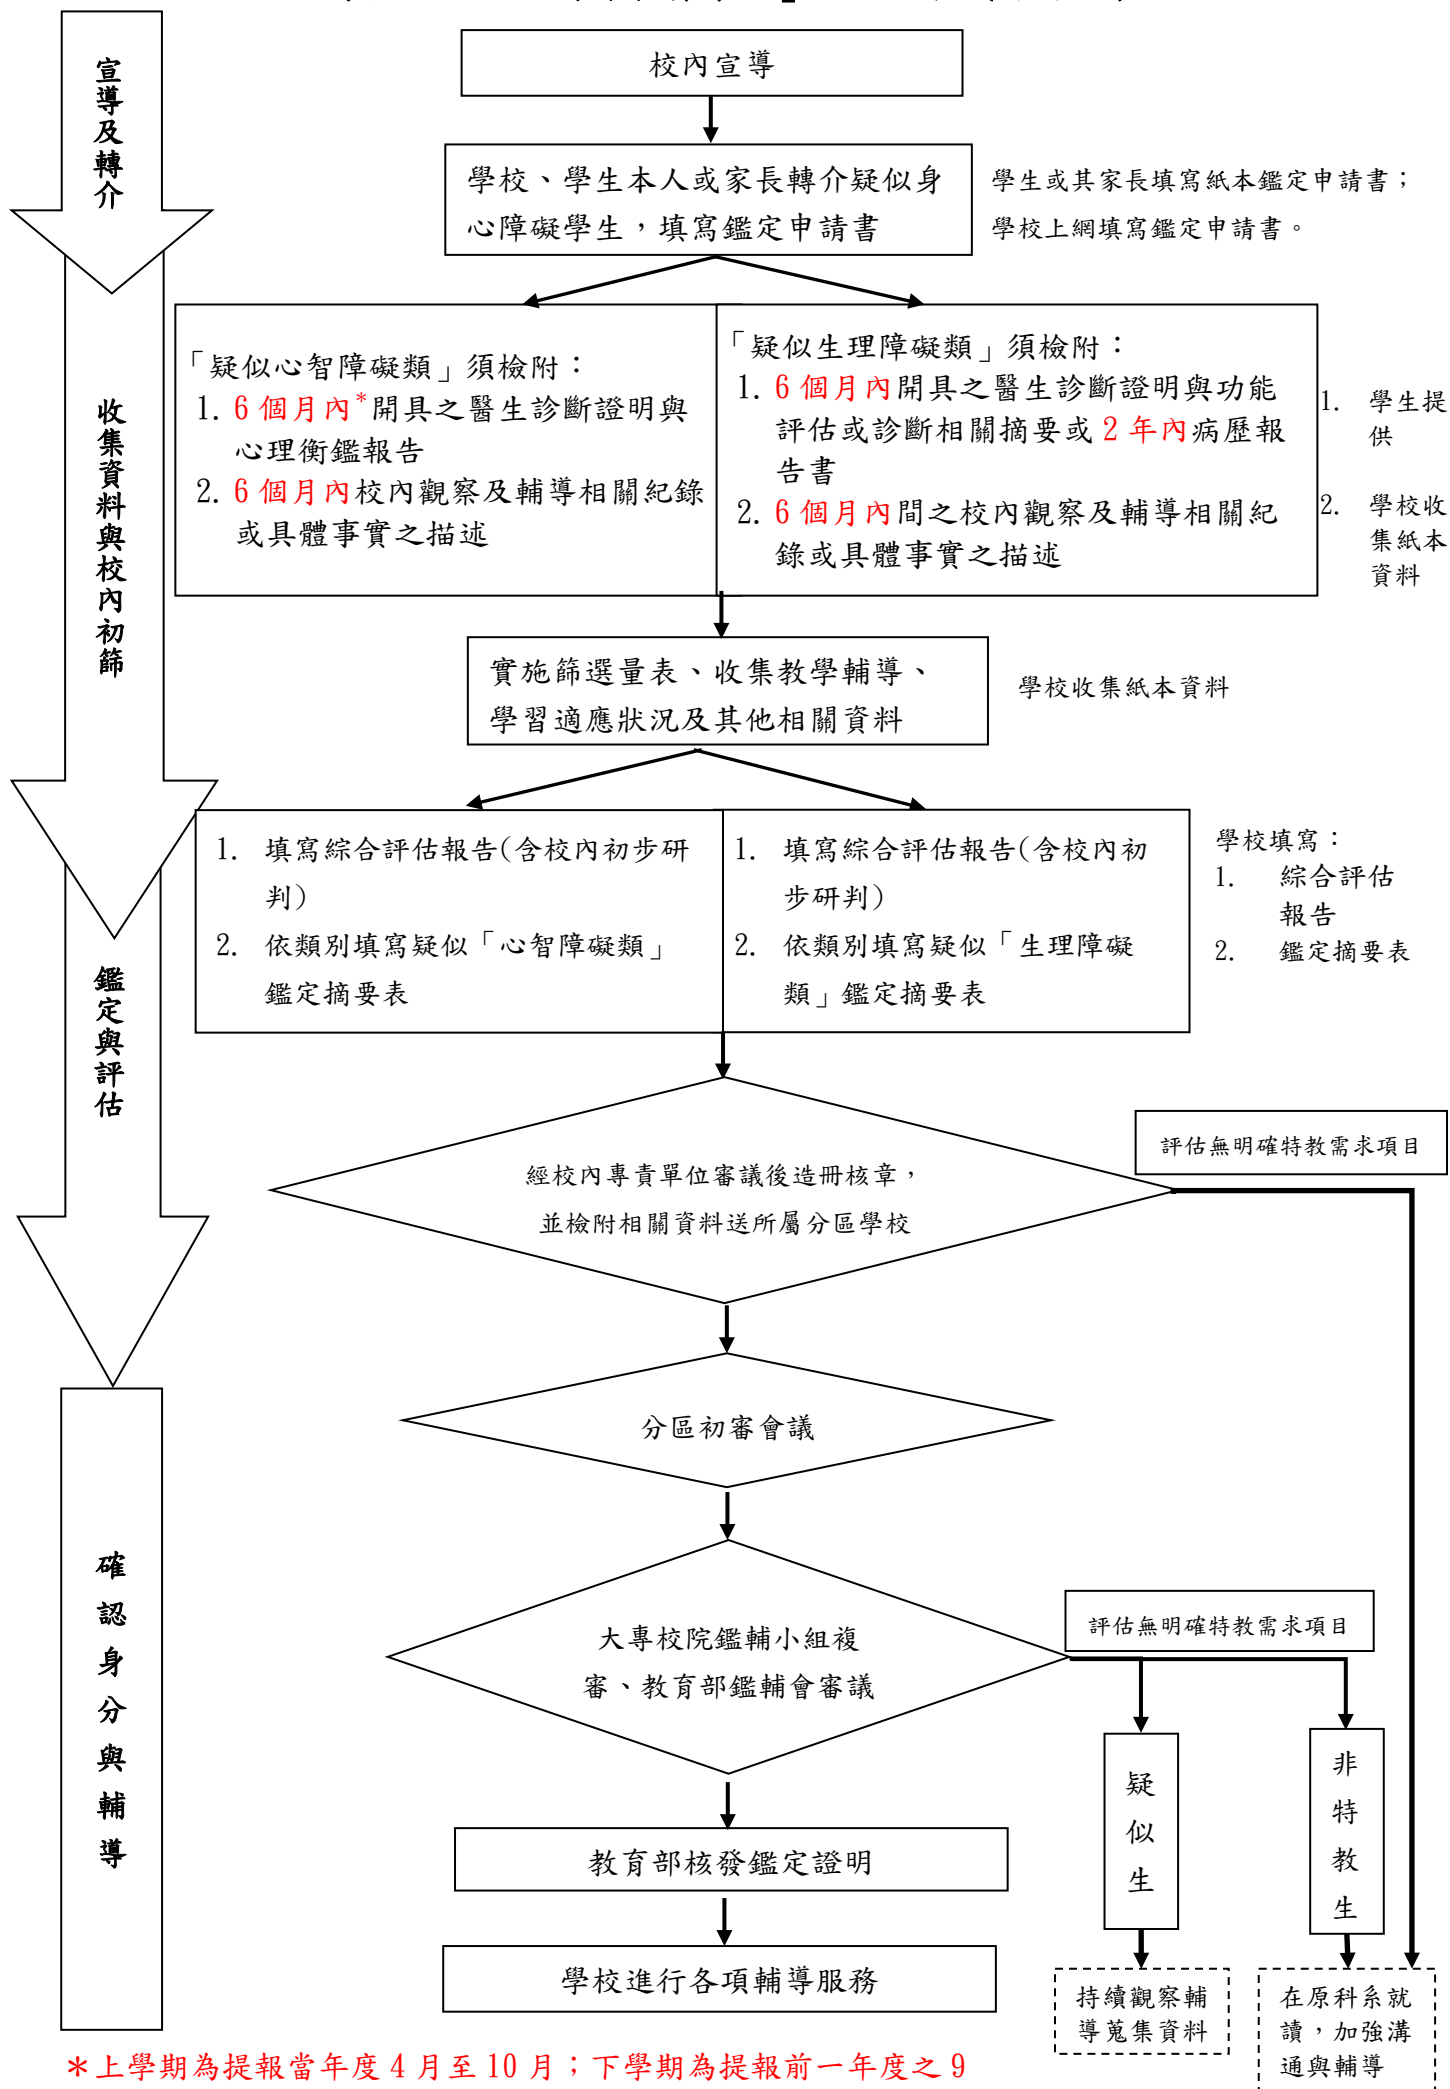 宣導及轉介
校內宣導
學校、學生本人或家長轉介疑似身
心障礙學生，填寫鑑定申請書
學生或其家長填寫紙本鑑定申請書；
學校上網填寫鑑定申請書。
收集資料與校內初篩
「疑似心智障礙類」須檢附：
1. 6 個月內*開具之醫生診斷證明與
心理衡鑑報告
2. 6 個月內校內觀察及輔導相關紀錄
或具體事實之描述
「疑似生理障礙類」須檢附：
1. 6 個月內開具之醫生診斷證明與功能
評估或診斷相關摘要或 2 年內病歷報
告書
2. 6 個月內間之校內觀察及輔導相關紀
錄或具體事實之描述
1. 學生提
供
2. 學校收
集紙本
資料
實施篩選量表、收集教學輔導、
學習適應狀況及其他相關資料
學校收集紙本資料
1. 填寫綜合評估報告(含校內初步研
判)
2. 依類別填寫疑似「心智障礙類」
鑑定摘要表
1. 填寫綜合評估報告(含校內初
步研判)
2. 依類別填寫疑似「生理障礙
類」鑑定摘要表
學校填寫：
1. 綜合評估
報告
2. 鑑定摘要表
鑑定與評估
經校內專責單位審議後造冊核章，
並檢附相關資料送所屬分區學校
評估無明確特教需求項目
分區初審會議
確認身分與輔導
大專校院鑑輔小組複
審、教育部鑑輔會審議
評估無明確特教需求項目
疑似生
非特教生
教育部核發鑑定證明
學校進行各項輔導服務
持續觀察輔
導蒐集資料
在原科系就
讀，加強溝
通與輔導
＊上學期為提報當年度 4 月至 10 月；下學期為提報前一年度之 9